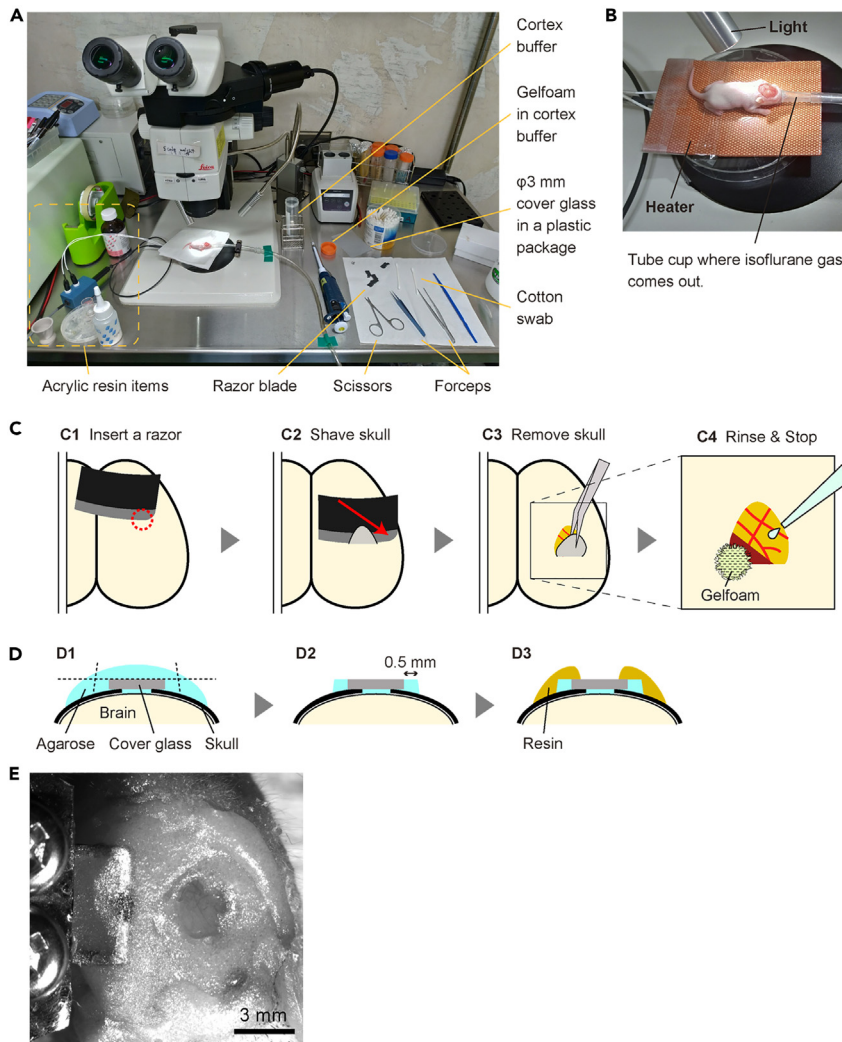 A
Cortex
buffer
Gelfoam
in cortex
buffer
φ3 mm
cover glass
in a plastic
package
Cotton
swab
Acrylic resin items
Razor blade
Scissors
Forceps
Leica
B
Light
Heater
Tube cup where isoflurane gas
comes out.
C
C1 Insert a razor
C2 Shave skull
C3 Remove skull
C4 Rinse & Stop
Gelfoam
D
D1
D2
D3
0.5 mm
Brain
Agarose
Cover glass
Skull
Resin
E
3 mm